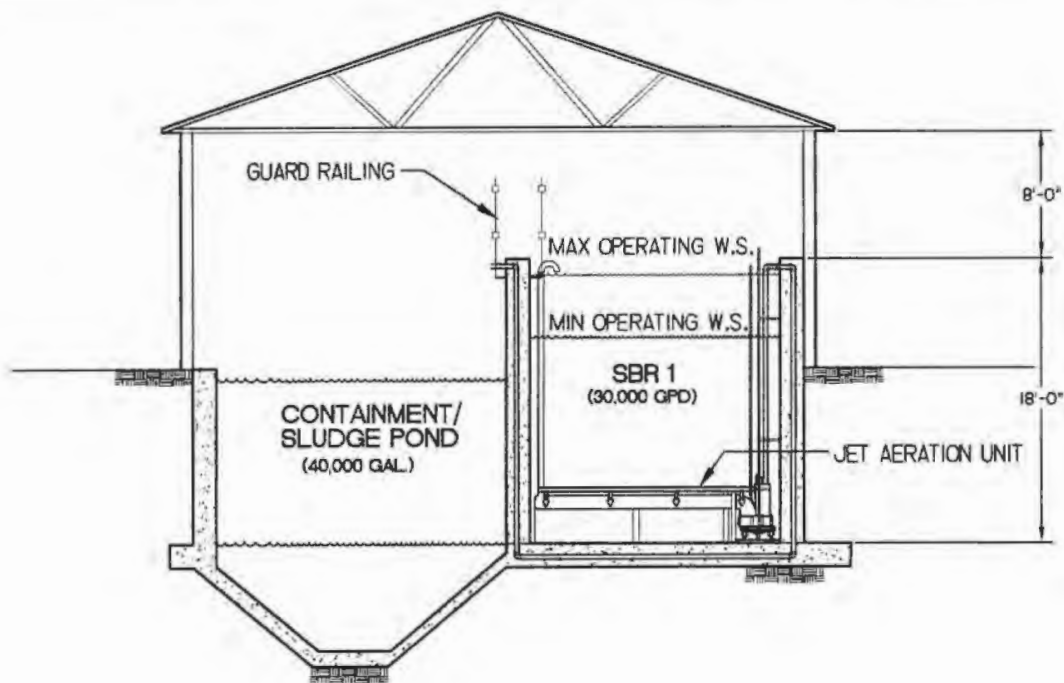 GUARD RAILING
8'-0"
MAX OPERATING W.S.
MIN OPERATING W.S.
SBR 1
(30,000 GPD)
CONTAINMENT/
SLUDGE POND
(40,000 GAL.)
18'-0"
JET AERATION UNIT